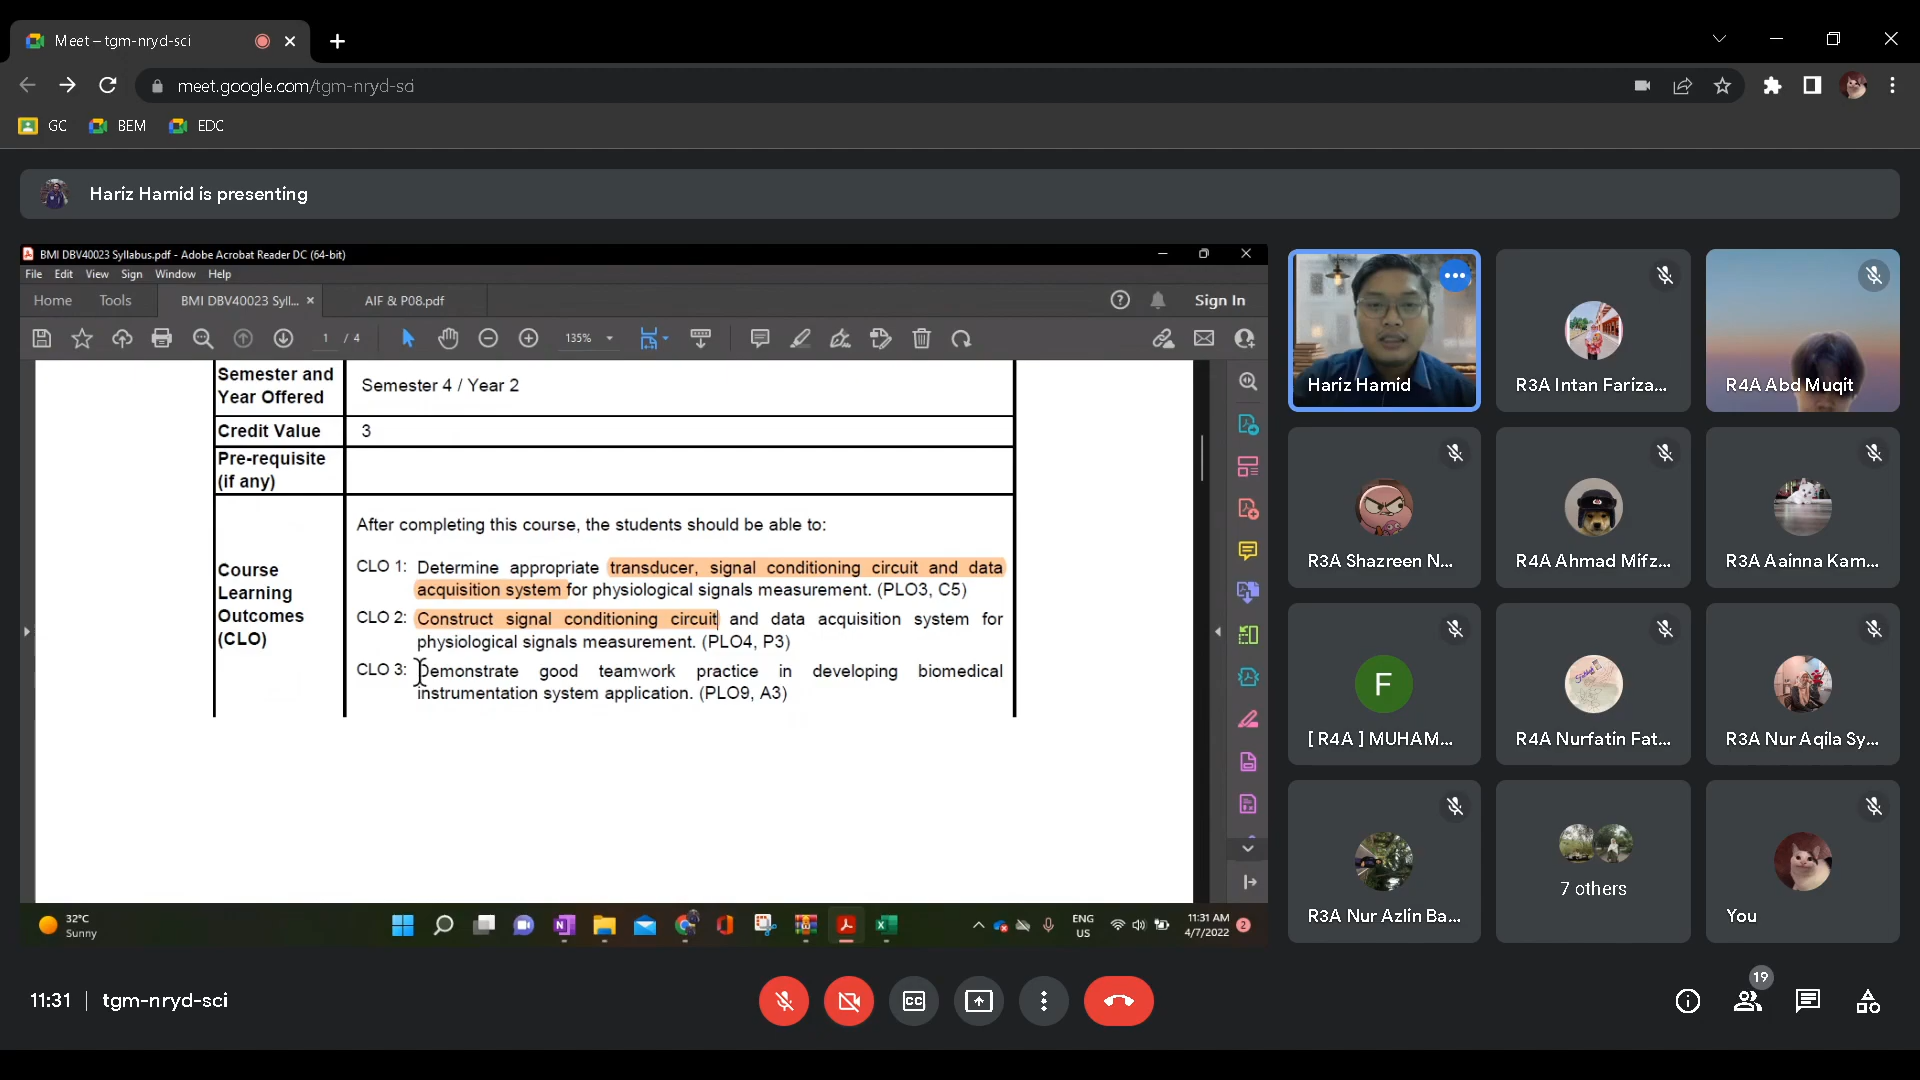 Meet – tgm-nryd-sci
meet.google.com/tgm-nryd-sci
GC BEM EDC
Hariz Hamid is presenting
BMI DBV40023 Syllabus.pdf - Adobe Acrobat Reader DC (64-bit)
File Edit View Sign Window Help
Home Tools BMI DBV40023 Syll... AIF & P08.pdf Sign In
1 / 4 135%
Semester and
Year Offered
Semester 4 / Year 2
Credit Value 3
Pre-requisite
(if any)
Course
Learning
Outcomes
(CLO)
After completing this course, the students should be able to:
CLO 1: Determine appropriate transducer, signal conditioning circuit and data
acquisition system for physiological signals measurement. (PLO3, C5)
CLO 2: Construct signal conditioning circuit and data acquisition system for
physiological signals measurement. (PLO4, P3)
CLO 3: Demonstrate good teamwork practice in developing biomedical
instrumentation system application. (PLO9, A3)
32°C
Sunny
ENG
US
11:31 AM
4/7/2022
2
Hariz Hamid
R3A Intan Fariza...
R4A Abd Muqit
R3A Shazreen N...
R4A Ahmad Mifz...
R3A Aainna Kam...
F
[ R4A ] MUHAM...
R4A Nurfatin Fat...
R3A Nur Aqila Sy...
R3A Nur Azlin Ba...
7 others
You
11:31 | tgm-nryd-sci
CC
19